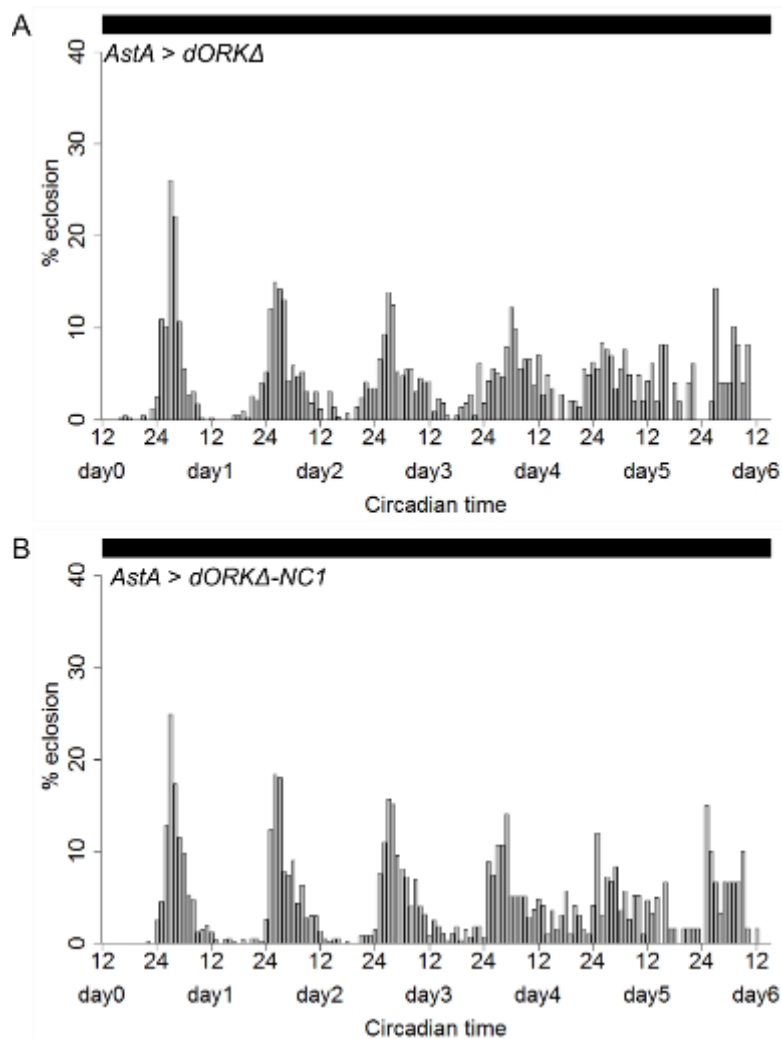 A
AstA > dORKΔ
% eclosion
40
30
20
10
0
12 24 12 24 12 24 12 24 12 24 12 24 12
day0 day1 day2 day3 day4 day5 day6
Circadian time
B
AstA > dORKΔ-NC1
% eclosion
40
30
20
10
0
12 24 12 24 12 24 12 24 12 24 12 24 12
day0 day1 day2 day3 day4 day5 day6
Circadian time